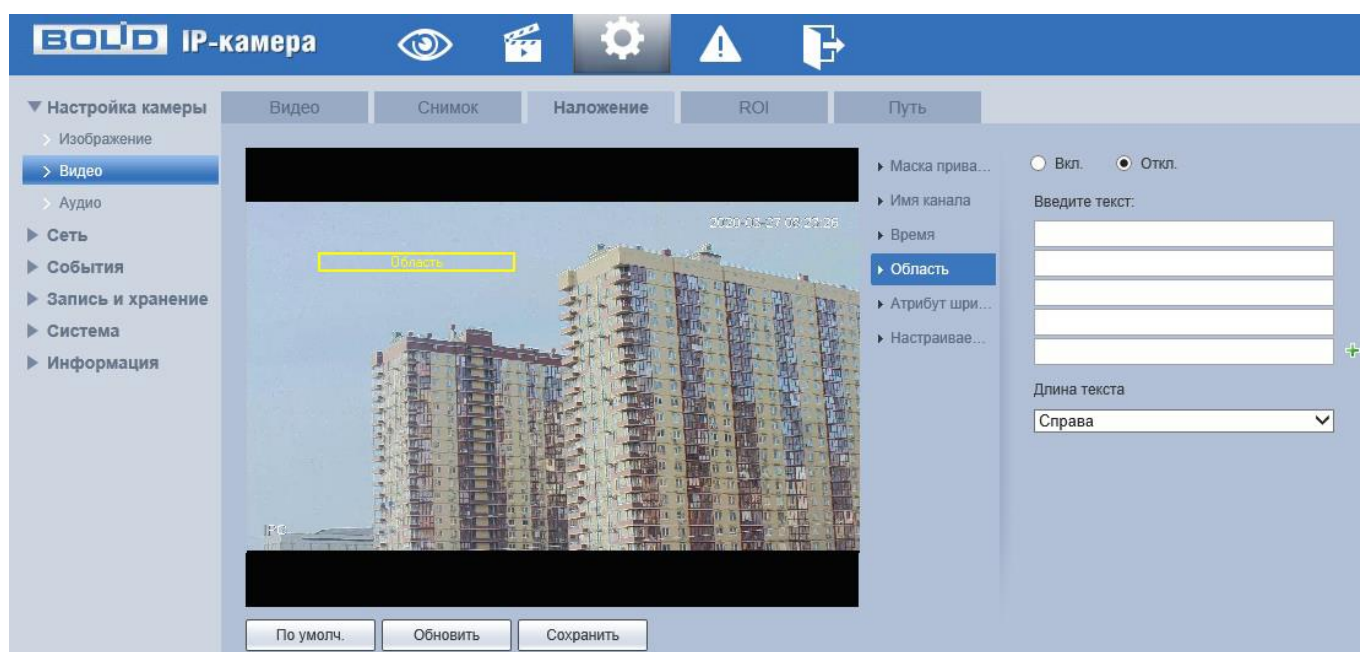 BOLID IP-камера
Настройка камеры
Изображение
Видео
Аудио
Сеть
События
Запись и хранение
Система
Информация
Видео Снимок Наложение ROI Путь
Область
IPC
По умолч. Обновить Сохранить
Маска прива...
Имя канала
Время
Область
Атрибут шри...
Настраивае...
Вкл. Откл.
Введите текст:
Длина текста
Справа